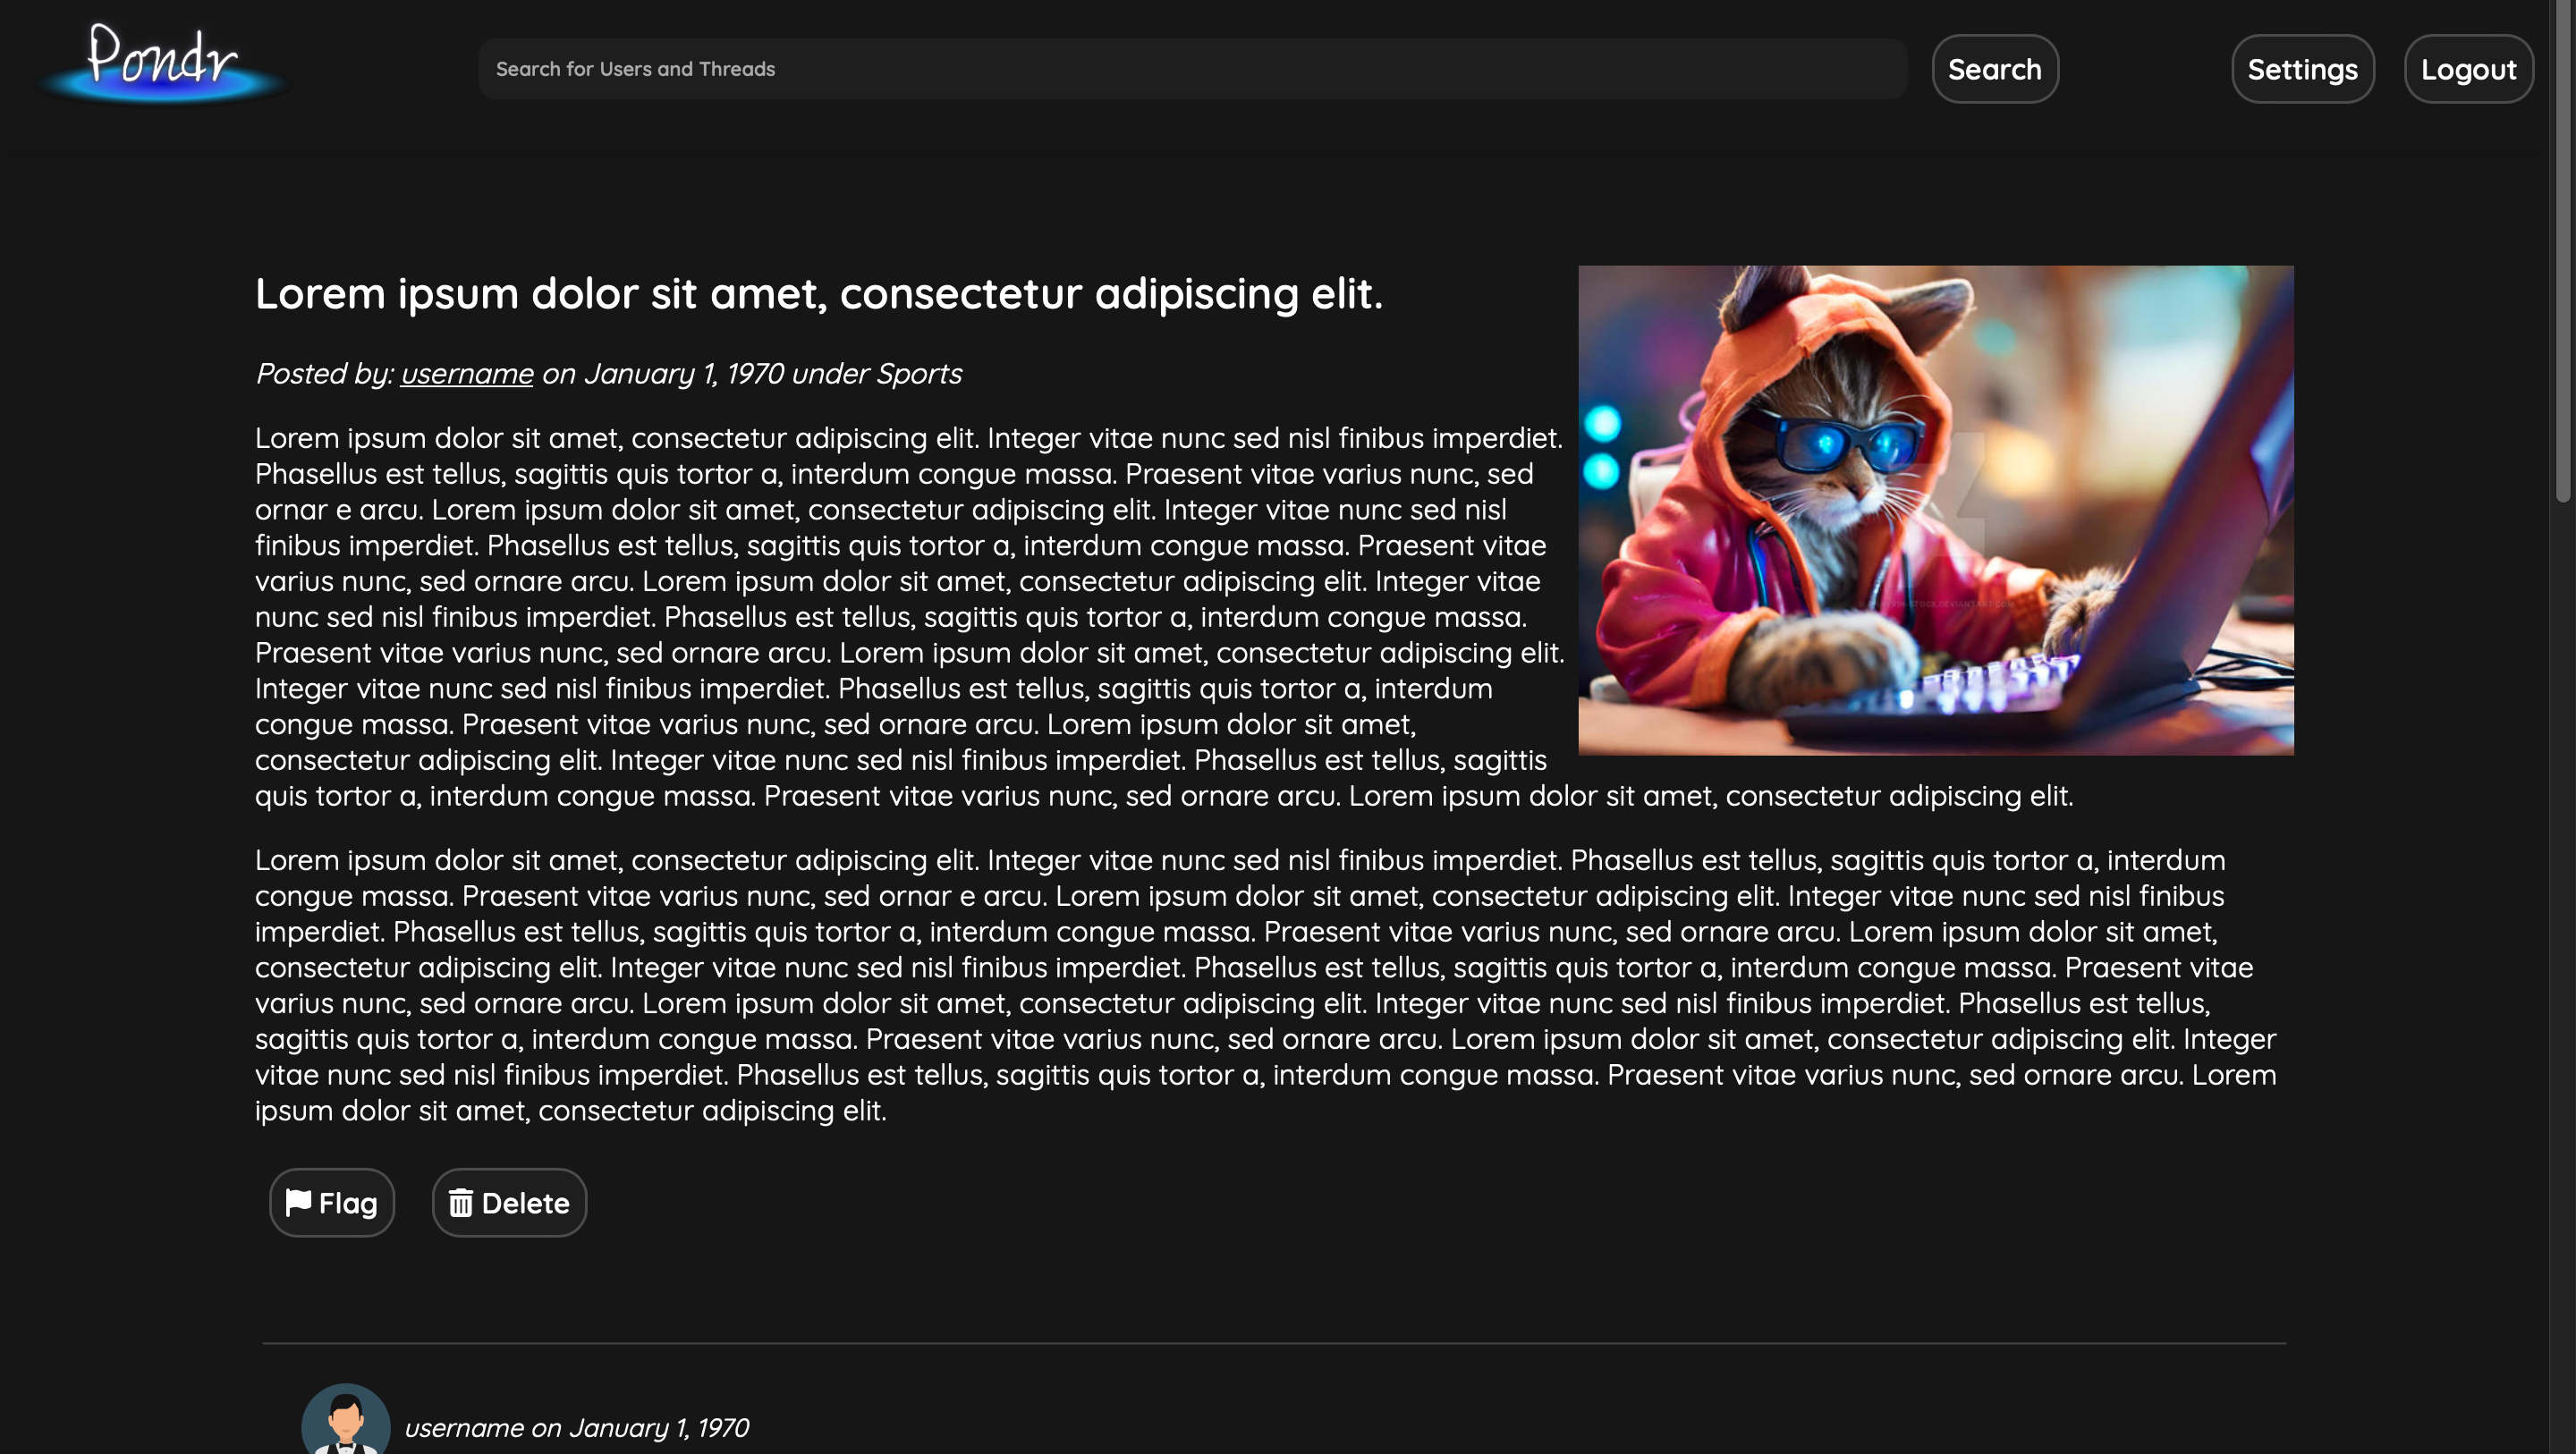 Pondr
Search for Users and Threads
Search
Settings
Logout
Lorem ipsum dolor sit amet, consectetur adipiscing elit.
Posted by: username on January 1, 1970 under Sports
Lorem ipsum dolor sit amet, consectetur adipiscing elit. Integer vitae nunc sed nisl finibus imperdiet.
Phasellus est tellus, sagittis quis tortor a, interdum congue massa. Praesent vitae varius nunc, sed
ornar e arcu. Lorem ipsum dolor sit amet, consectetur adipiscing elit. Integer vitae nunc sed nisl
finibus imperdiet. Phasellus est tellus, sagittis quis tortor a, interdum congue massa. Praesent vitae
varius nunc, sed ornare arcu. Lorem ipsum dolor sit amet, consectetur adipiscing elit. Integer vitae
nunc sed nisl finibus imperdiet. Phasellus est tellus, sagittis quis tortor a, interdum congue massa.
Praesent vitae varius nunc, sed ornare arcu. Lorem ipsum dolor sit amet, consectetur adipiscing elit.
Integer vitae nunc sed nisl finibus imperdiet. Phasellus est tellus, sagittis quis tortor a, interdum
congue massa. Praesent vitae varius nunc, sed ornare arcu. Lorem ipsum dolor sit amet,
consectetur adipiscing elit. Integer vitae nunc sed nisl finibus imperdiet. Phasellus est tellus, sagittis
quis tortor a, interdum congue massa. Praesent vitae varius nunc, sed ornare arcu. Lorem ipsum dolor sit amet, consectetur adipiscing elit.
Lorem ipsum dolor sit amet, consectetur adipiscing elit. Integer vitae nunc sed nisl finibus imperdiet. Phasellus est tellus, sagittis quis tortor a, interdum
congue massa. Praesent vitae varius nunc, sed ornar e arcu. Lorem ipsum dolor sit amet, consectetur adipiscing elit. Integer vitae nunc sed nisl finibus
imperdiet. Phasellus est tellus, sagittis quis tortor a, interdum congue massa. Praesent vitae varius nunc, sed ornare arcu. Lorem ipsum dolor sit amet,
consectetur adipiscing elit. Integer vitae nunc sed nisl finibus imperdiet. Phasellus est tellus, sagittis quis tortor a, interdum congue massa. Praesent vitae
varius nunc, sed ornare arcu. Lorem ipsum dolor sit amet, consectetur adipiscing elit. Integer vitae nunc sed nisl finibus imperdiet. Phasellus est tellus,
sagittis quis tortor a, interdum congue massa. Praesent vitae varius nunc, sed ornare arcu. Lorem ipsum dolor sit amet, consectetur adipiscing elit. Integer
vitae nunc sed nisl finibus imperdiet. Phasellus est tellus, sagittis quis tortor a, interdum congue massa. Praesent vitae varius nunc, sed ornare arcu. Lorem
ipsum dolor sit amet, consectetur adipiscing elit.
Flag
Delete
username on January 1, 1970